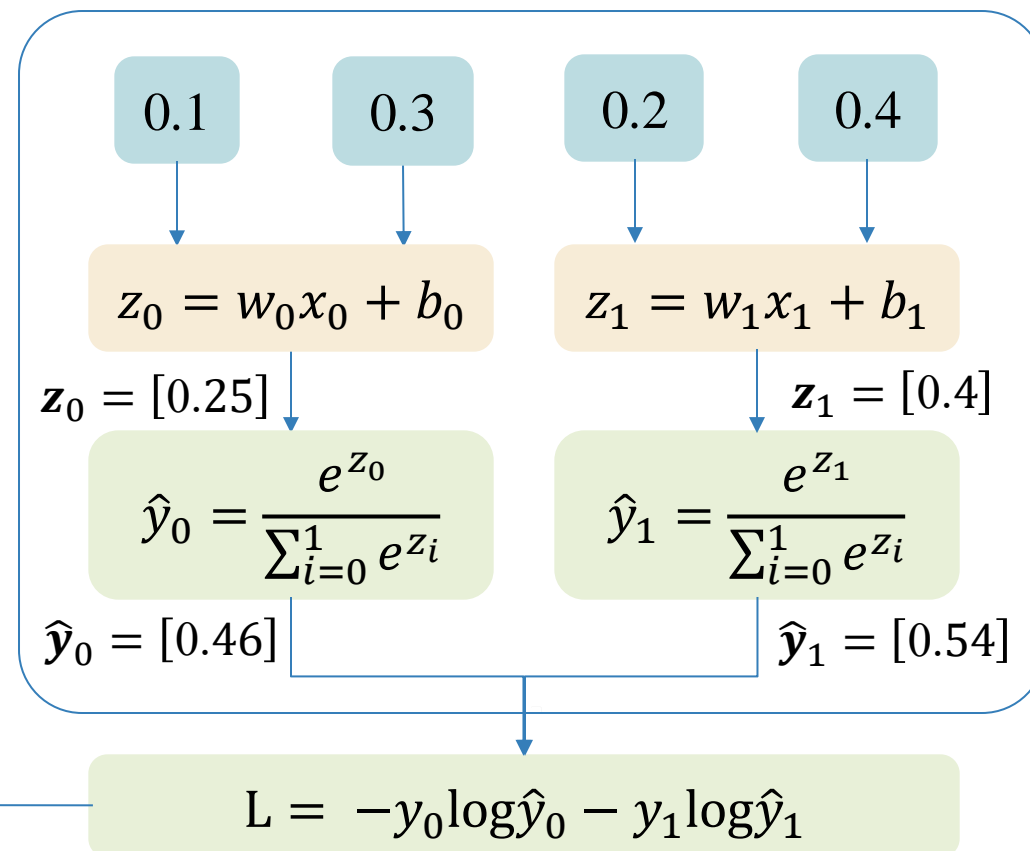 0.1 0.3 0.2 0.4
z₀ = w₀x₀ + b₀ z₁ = w₁x₁ + b₁
z₀ = [0.25] z₁ = [0.4]
ŷ₀ = e^{z₀} / ∑_{i=0}^{1} e^{z_i} ŷ₁ = e^{z₁} / ∑_{i=0}^{1} e^{z_i}
ŷ₀ = [0.46] ŷ₁ = [0.54]
L = −y₀logŷ₀ − y₁logŷ₁